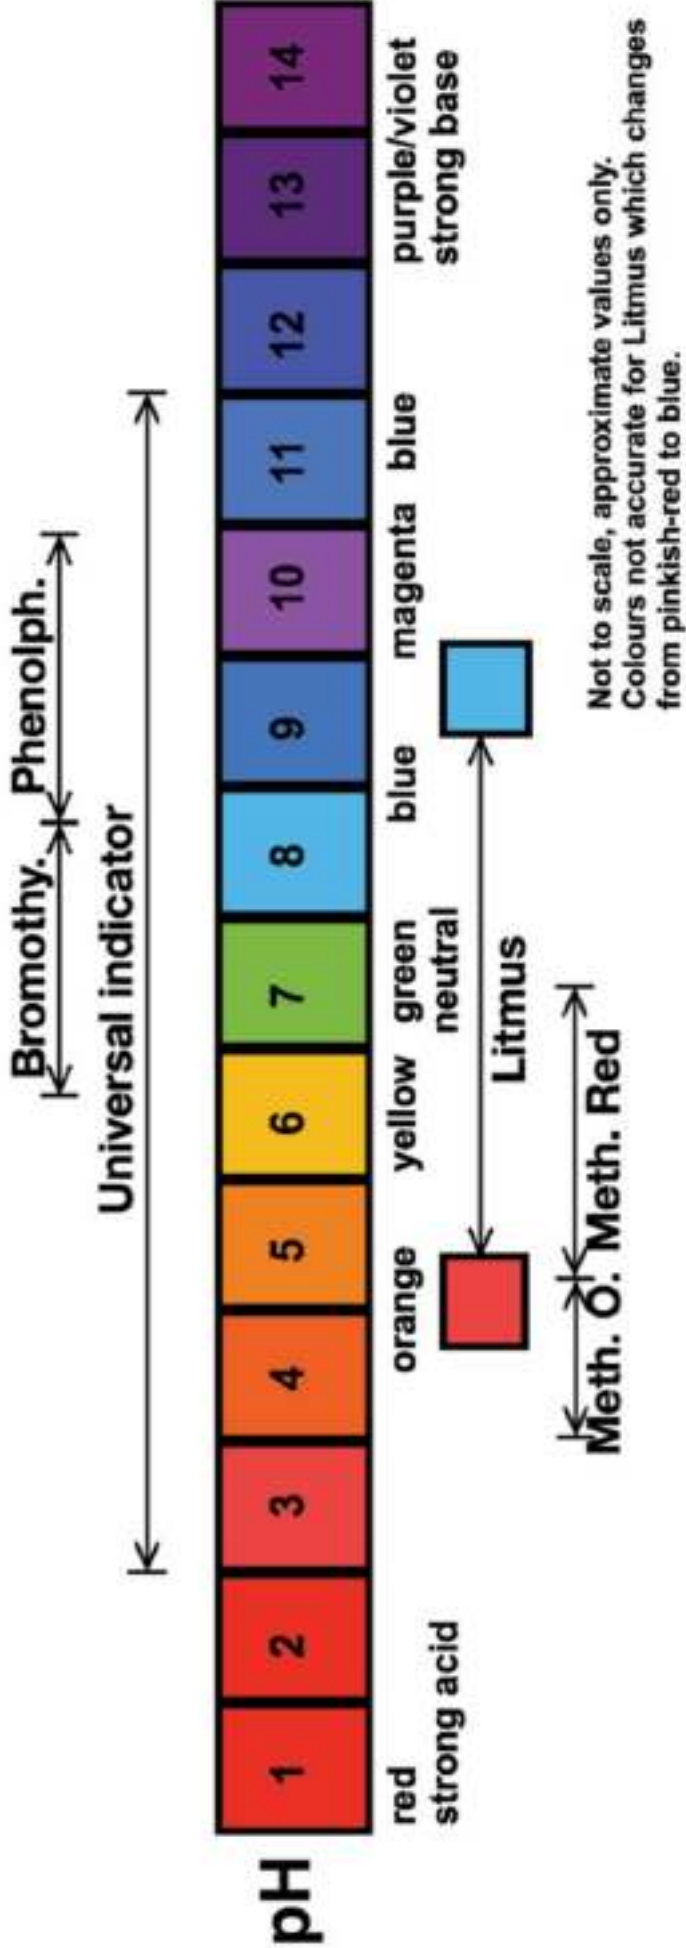 Bromothy. Phenolph.
Universal indicator
pH 1 2 3 4 5 6 7 8 9 10 11 12 13 14
red orange yellow green blue magenta blue purple/violet
strong acid neutral strong base
Litmus
Meth. O. Meth. Red
Not to scale, approximate values only.
Colours not accurate for Litmus which changes
from pinkish-red to blue.